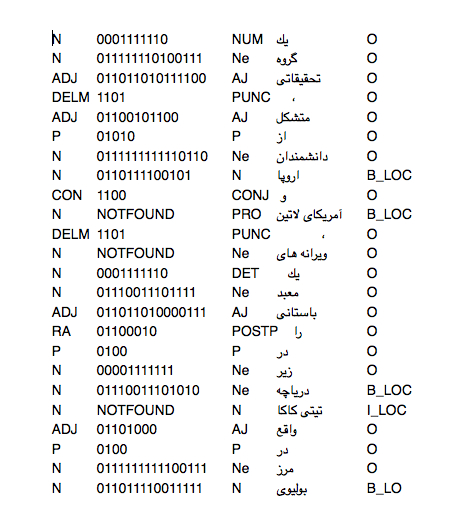 N 0001111110 NUM یك O
N 011111110100111 Ne گروه O
ADJ 011011010111100 AJ تحقیقاتی O
DELM 1101 PUNC ، O
ADJ 01100101100 AJ متشکل O
P 01010 P از O
N 0111111111110110 Ne دانشمندان O
N 0110111100101 N اروپا B_LOC
CON 1100 CONJ و O
N NOTFOUND PRO آمریکای لاتین B_LOC
DELM 1101 PUNC ، O
N NOTFOUND Ne ویرانه های O
N 0001111110 DET یك O
N 01110011101111 Ne معبد O
ADJ 011011010000111 AJ باستانی O
RA 01100010 POSTP را O
P 0100 P در O
N 00001111111 Ne زیر O
N 01110011101010 Ne دریاچه B_LOC
N NOTFOUND N تیتی کاکا I_LOC
ADJ 01101000 AJ واقع O
P 0100 P در O
N 0111111111100111 Ne مرز O
N 011011110011111 N بولیوی B_LO